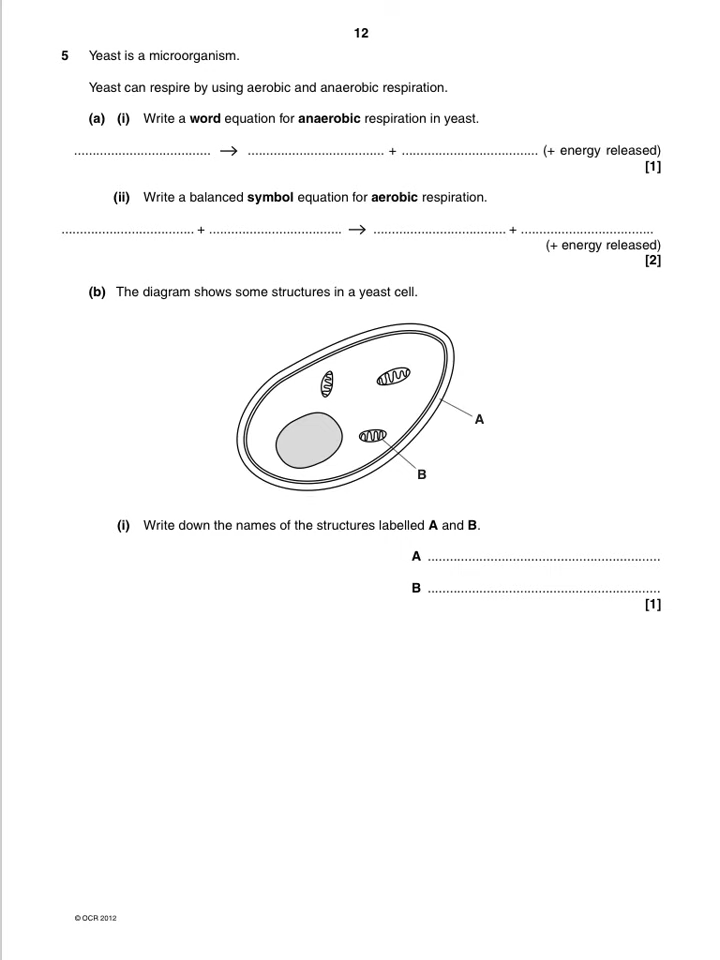 12
5 Yeast is a microorganism.
Yeast can respire by using aerobic and anaerobic respiration.
(a) (i) Write a word equation for anaerobic respiration in yeast.
..................................... → ..................................... + ..................................... (+ energy released)
[1]
(ii) Write a balanced symbol equation for aerobic respiration.
.................................... + .................................... → .................................... + ....................................
(+ energy released)
[2]
(b) The diagram shows some structures in a yeast cell.
A
B
(i) Write down the names of the structures labelled A and B.
A ...............................................................
B ...............................................................
[1]
© OCR 2012